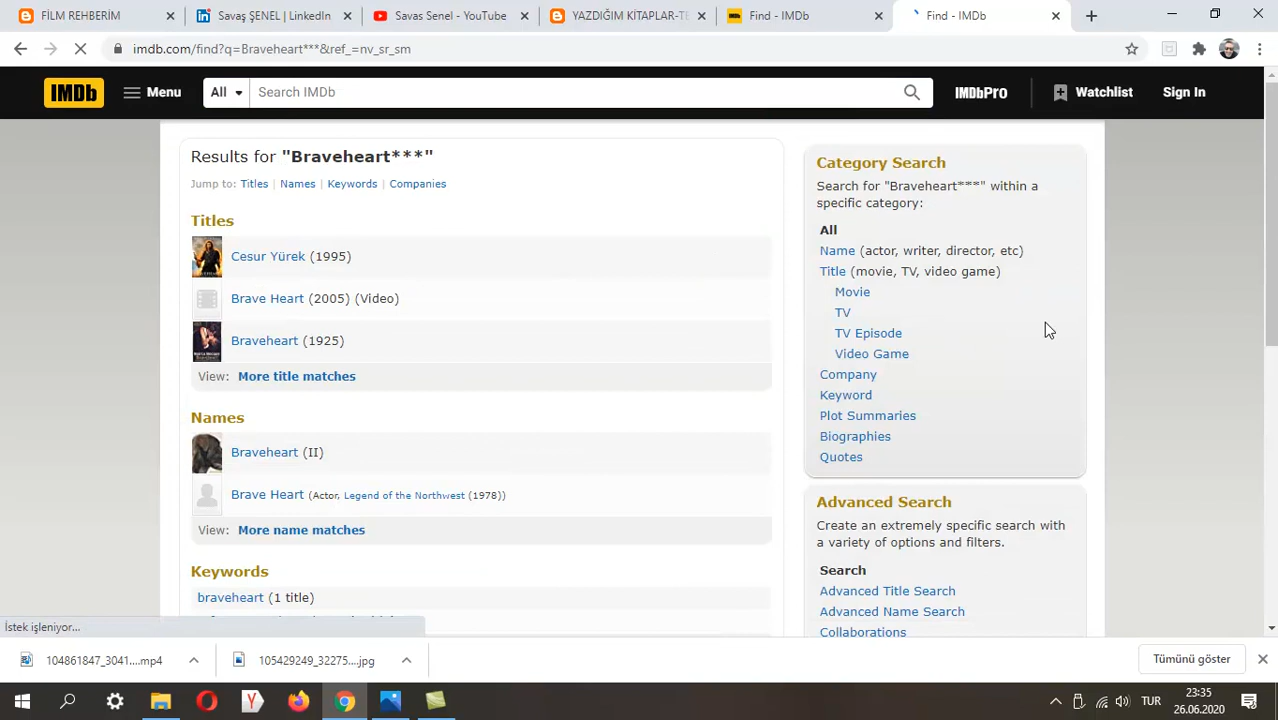 FİLM REHBERİM
Savaş ŞENEL | LinkedIn
Savas Senel - YouTube
YAZDIĞIM KİTAPLAR-TE
Find - IMDb
Find - IMDb
imdb.com/find?q=Braveheart***&ref_=nv_sr_sm
IMDb
Menu
All
Search IMDb
IMDbPro
Watchlist
Sign In
Results for "Braveheart***"
Jump to: Titles | Names | Keywords | Companies
Titles
Cesur Yürek (1995)
Brave Heart (2005) (Video)
Braveheart (1925)
View: More title matches
Names
Braveheart (II)
Brave Heart (Actor, Legend of the Northwest (1978))
View: More name matches
Keywords
braveheart (1 title)
Category Search
Search for "Braveheart***" within a
specific category:
All
Name (actor, writer, director, etc)
Title (movie, TV, video game)
Movie
TV
TV Episode
Video Game
Company
Keyword
Plot Summaries
Biographies
Quotes
Advanced Search
Create an extremely specific search with
a variety of options and filters.
Search
Advanced Title Search
Advanced Name Search
Collaborations
İstek işleniyor...
104861847_3041....mp4
105429249_32275....jpg
Tümünü göster
TUR
23:35
26.06.2020